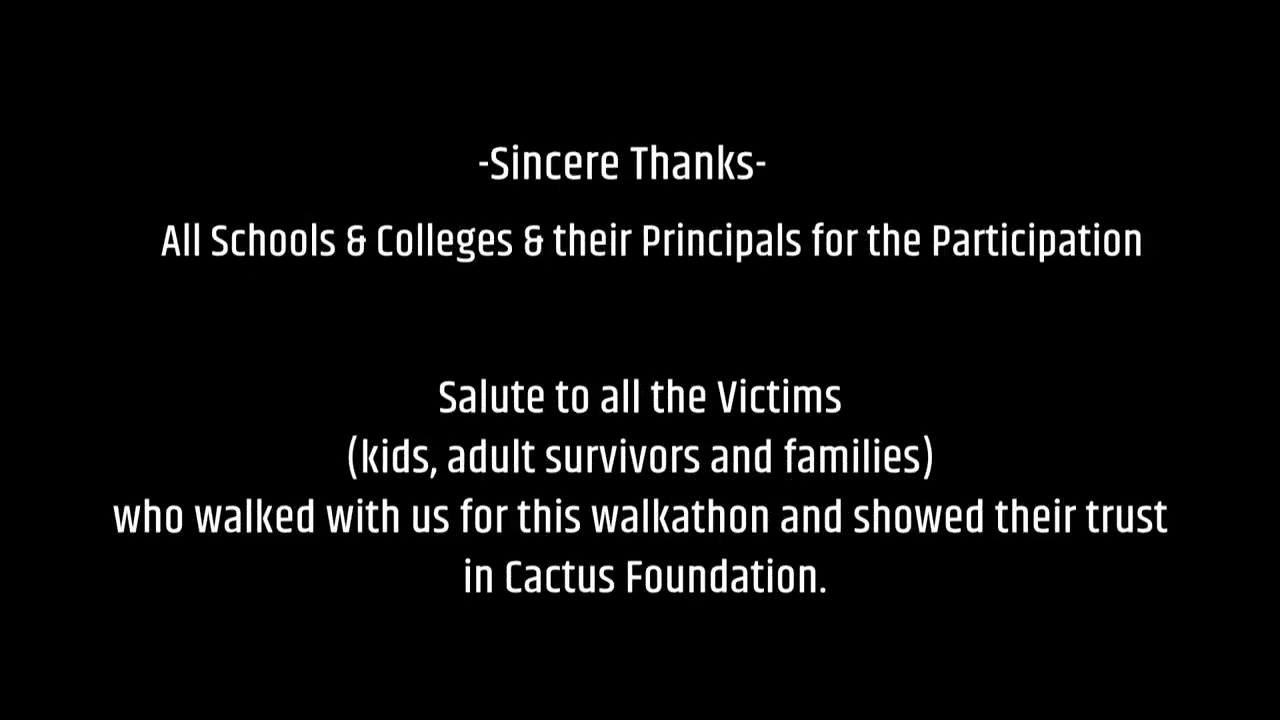 -Sincere Thanks-
All Schools & Colleges & their Principals for the Participation
Salute to all the Victims
(kids, adult survivors and families)
who walked with us for this walkathon and showed their trust
in Cactus Foundation.